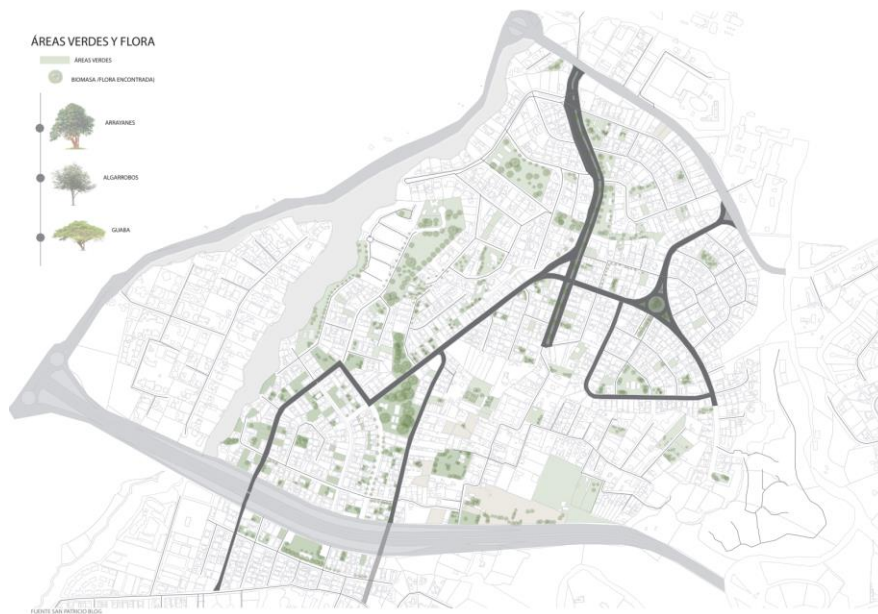 ÁREAS VERDES Y FLORA
ÁREAS VERDES
BIOMASA (FLORA ENCONTRADA)
ARRAYANES
ALGARROBOS
GUABA
FUENTE SAN PATRICIO BLOG